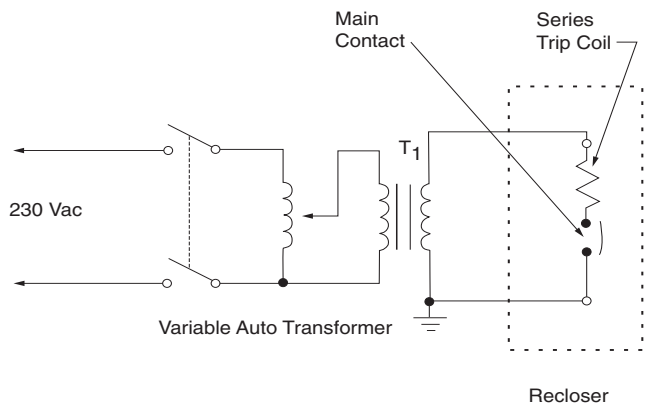 Main
Contact
Series
Trip Coil
T1
230 Vac
Variable Auto Transformer
Recloser